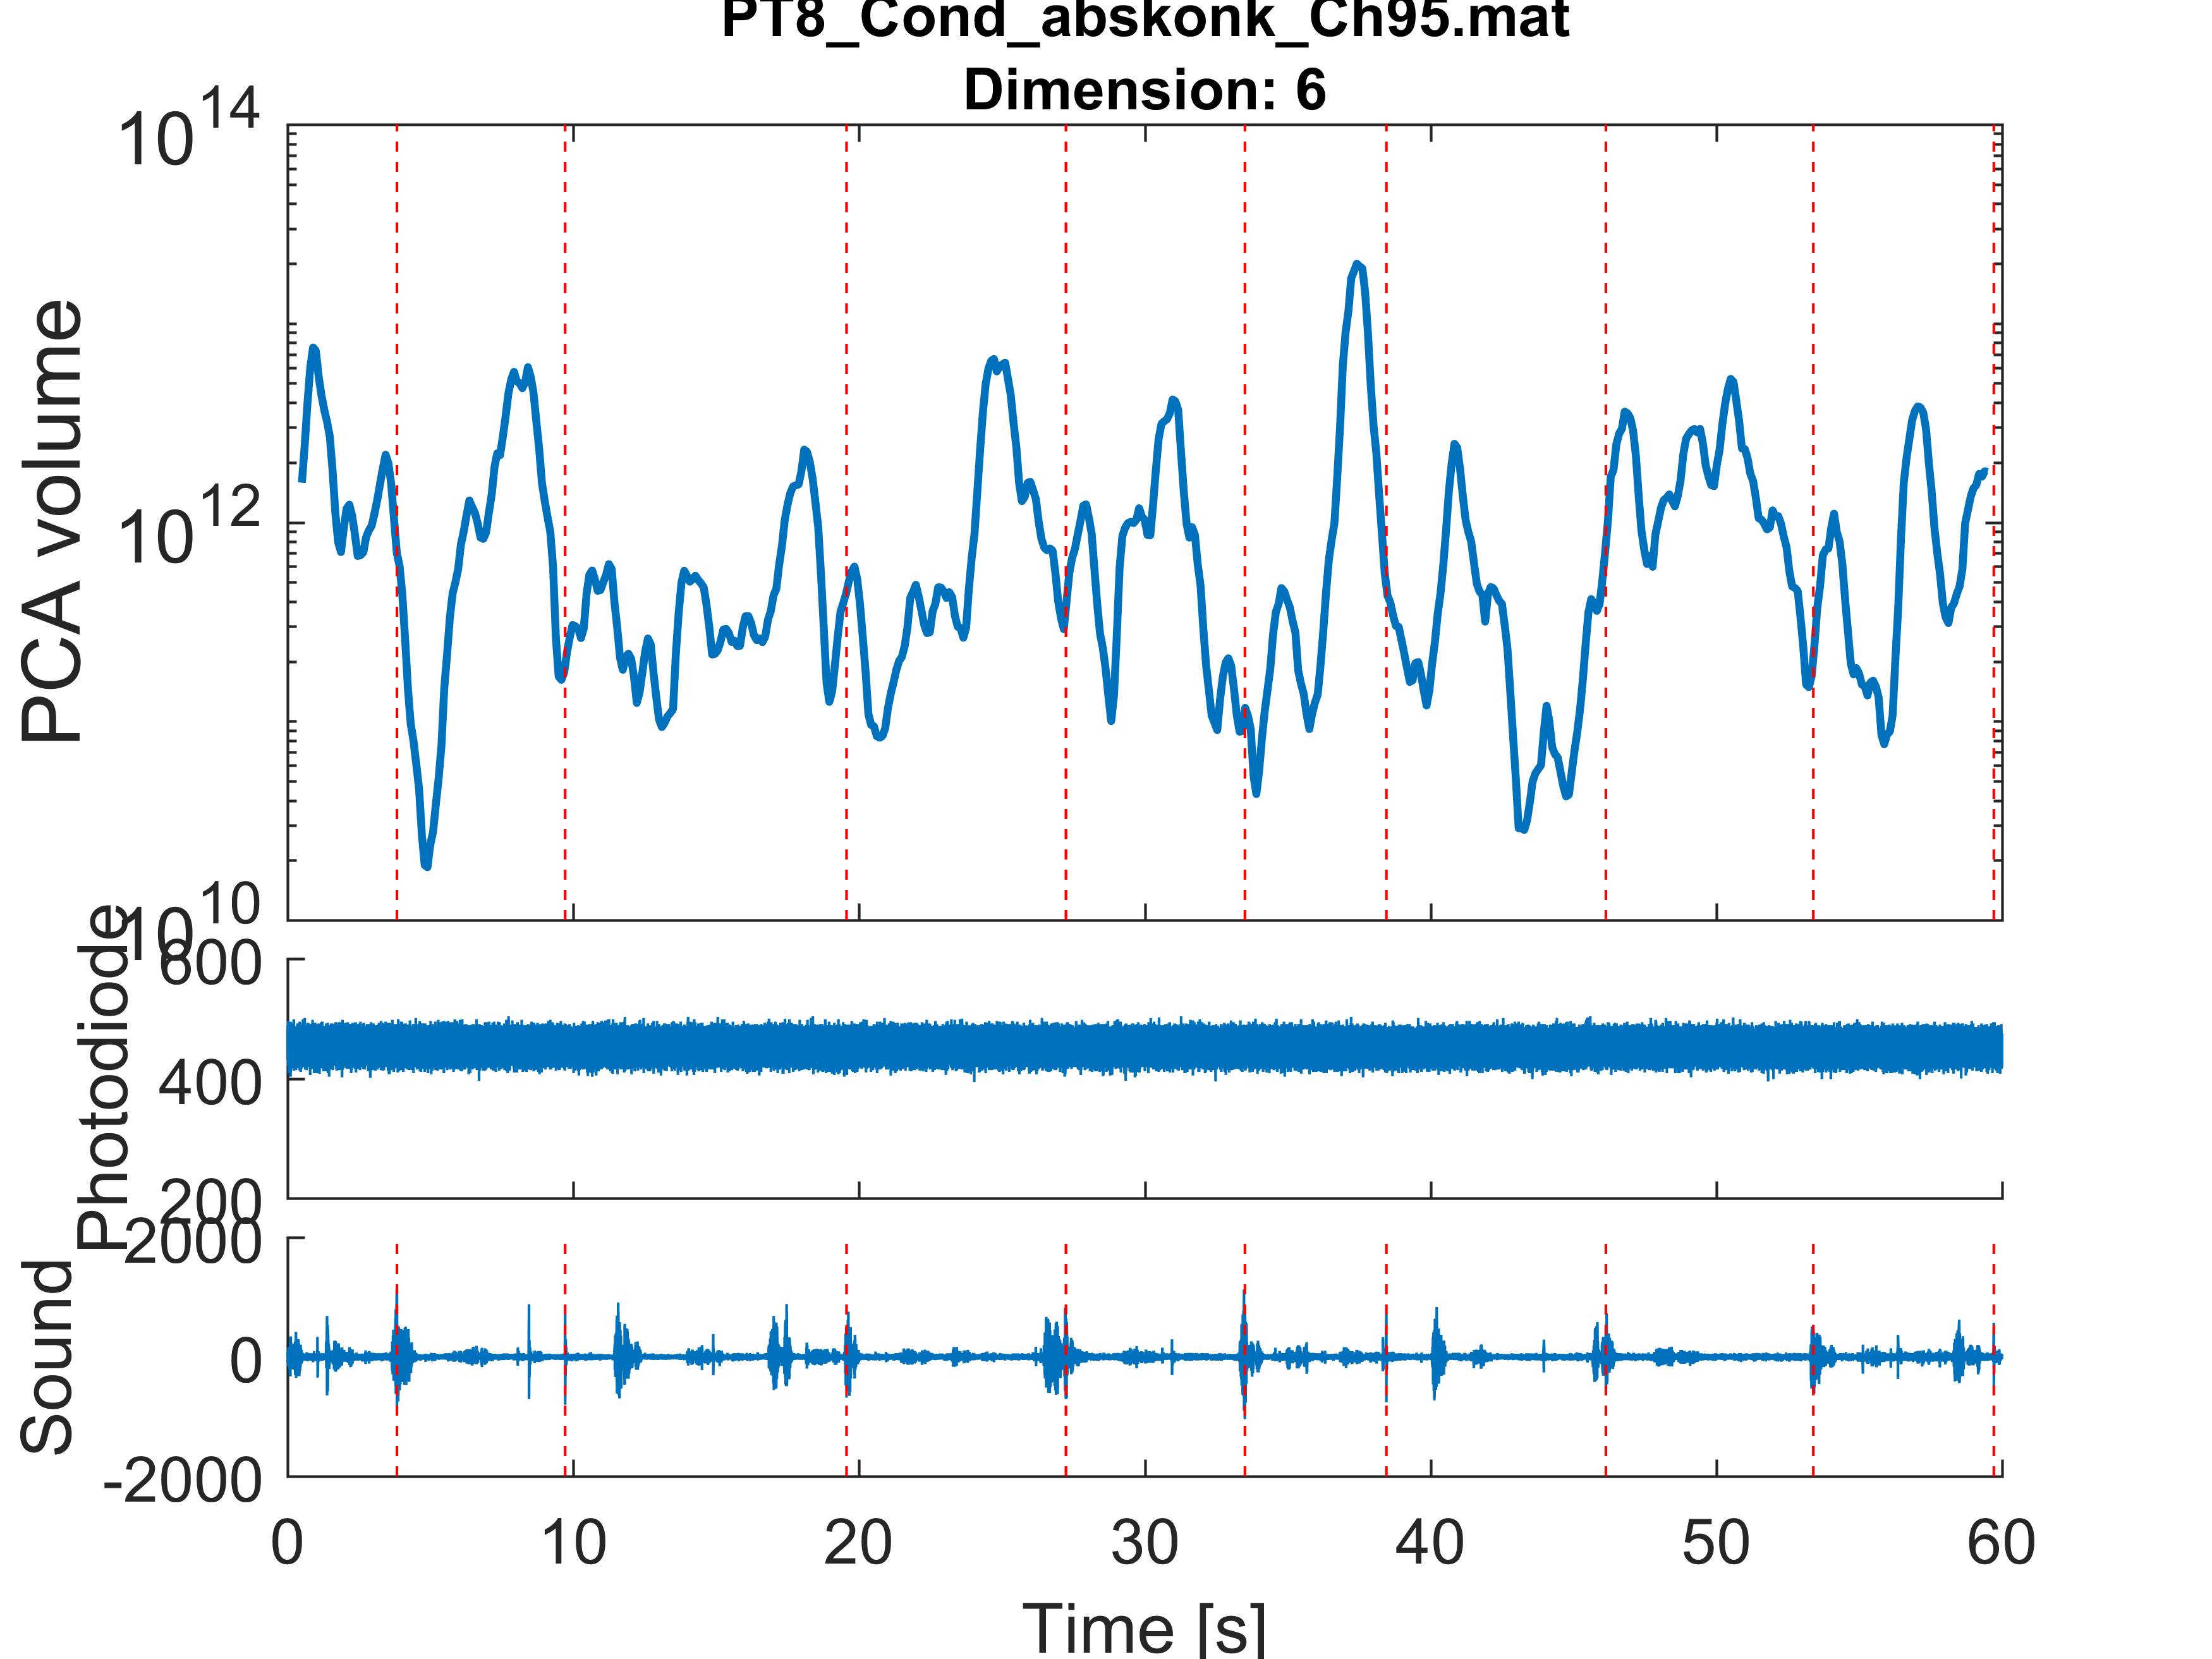 PT8_Cond_abskonk_Ch95.mat
Dimension: 6
10^14
10^12
10^10
PCA volume
600
400
200
Photodiode
2000
0
-2000
Sound
0 10 20 30 40 50 60
Time [s]